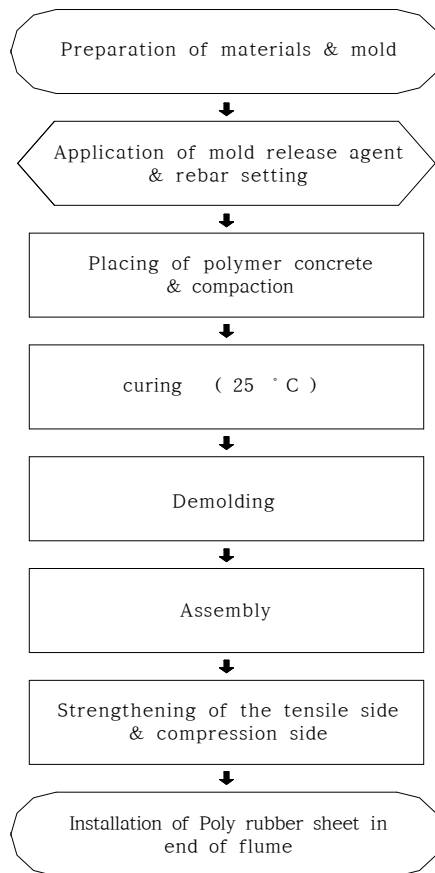 Preparation of materials & mold
Application of mold release agent
& rebar setting
Placing of polymer concrete
& compaction
curing ( 25 °C )
Demolding
Assembly
Strengthening of the tensile side
& compression side
Installation of Poly rubber sheet in
end of flume